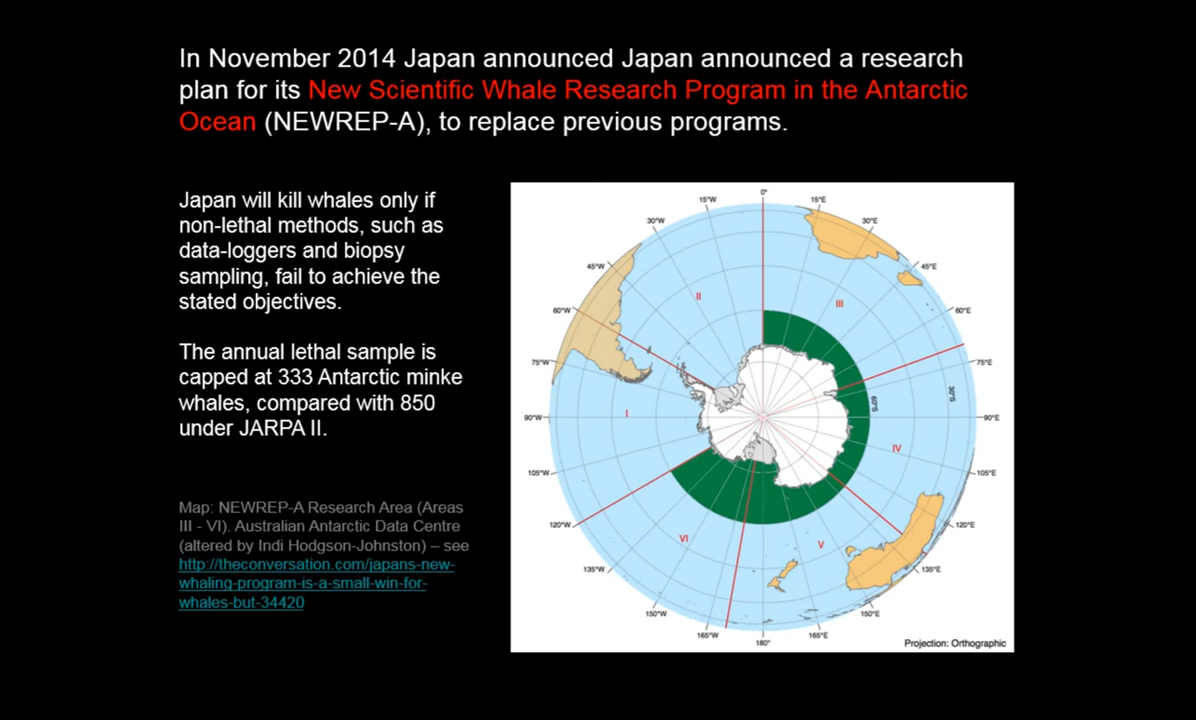 In November 2014 Japan announced Japan announced a research
plan for its New Scientific Whale Research Program in the Antarctic
Ocean (NEWREP-A), to replace previous programs.
Japan will kill whales only if
non-lethal methods, such as
data-loggers and biopsy
sampling, fail to achieve the
stated objectives.
The annual lethal sample is
capped at 333 Antarctic minke
whales, compared with 850
under JARPA II.
Map: NEWREP-A Research Area (Areas
III - VI). Australian Antarctic Data Centre
(altered by Indi Hodgson-Johnston) – see
http://theconversation.com/japans-new-
whaling-program-is-a-small-win-for-
whales-but-34420
0°
15°W
15°E
30°W
30°E
45°W
45°E
II
III
60°W
60°E
75°W
75°E
30°S
60°S
90°W
I
90°E
IV
105°W
105°E
120°W
120°E
VI
V
135°W
135°E
150°W
150°E
165°W
165°E
180°
Projection: Orthographic